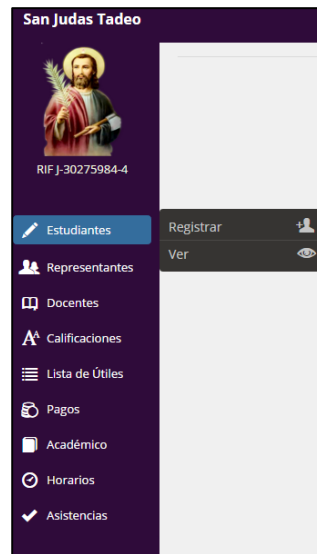 San Judas Tadeo
RIF J-30275984-4
Estudiantes
Registrar
Ver
Representantes
Docentes
Calificaciones
Lista de Útiles
Pagos
Académico
Horarios
Asistencias